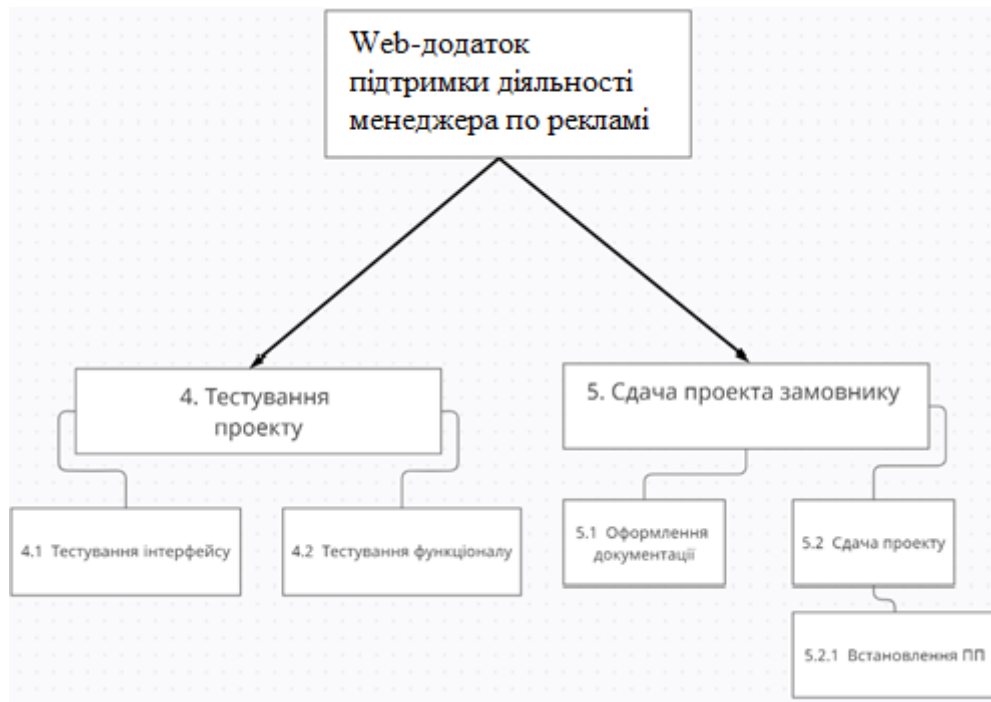 Web-додаток
підтримки діяльності
менеджера по рекламі
4. Тестування
проекту
5. Сдача проекта замовнику
4.1 Тестування інтерфейсу
4.2 Тестування функціоналу
5.1 Оформлення
документації
5.2 Сдача проекту
5.2.1 Встановлення ПП